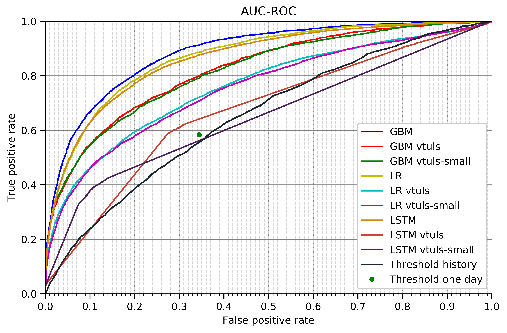 AUC-ROC
True positive rate
1.0
0.8
0.6
0.4
0.2
0.0
0.0 0.1 0.2 0.3 0.4 0.5 0.6 0.7 0.8 0.9 1.0
False positive rate
GBM
GBM vtuls
GBM vtuls-small
LR
LR vtuls
LR vtuls-small
LSTM
LSTM vtuls
LSTM vtuls-small
Threshold history
Threshold one day